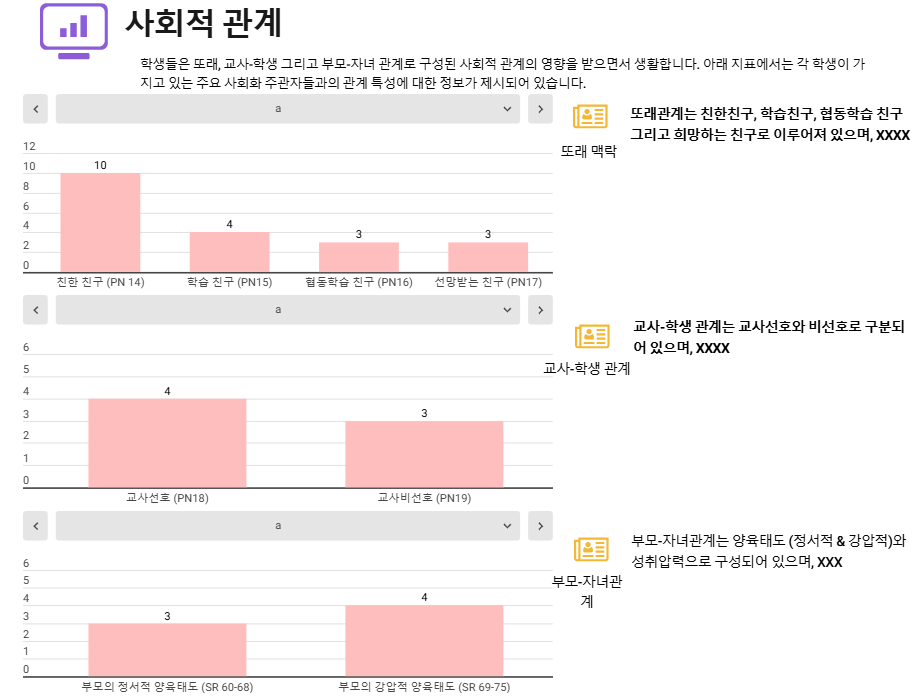 사회적 관계
학생들은 또래, 교사-학생 그리고 부모-자녀 관계로 구성된 사회적 관계의 영향을 받으면서 생활합니다. 아래 지표에서는 각 학생이 가
지고 있는 주요 사회화 주관자들과의 관계 특성에 대한 정보가 제시되어 있습니다.
a
12
10
8
6
4
2
0
10
4
3
3
친한 친구 (PN 14)
학습 친구 (PN15)
협동학습 친구 (PN16)
선망받는 친구 (PN17)
또래 맥락
또래관계는 친한친구, 학습친구, 협동학습 친구
그리고 희망하는 친구로 이루어져 있으며, XXXX
a
6
5
4
3
2
1
0
4
3
교사선호 (PN18)
교사비선호 (PN19)
교사-학생 관계
교사-학생 관계는 교사선호와 비선호로 구분되
어 있으며, XXXX
a
6
5
4
3
2
1
0
3
4
부모의 정서적 양육태도 (SR 60-68)
부모의 강압적 양육태도 (SR 69-75)
부모-자녀관
계
부모-자녀관계는 양육태도 (정서적 & 강압적)와
성취압력으로 구성되어 있으며, XXX